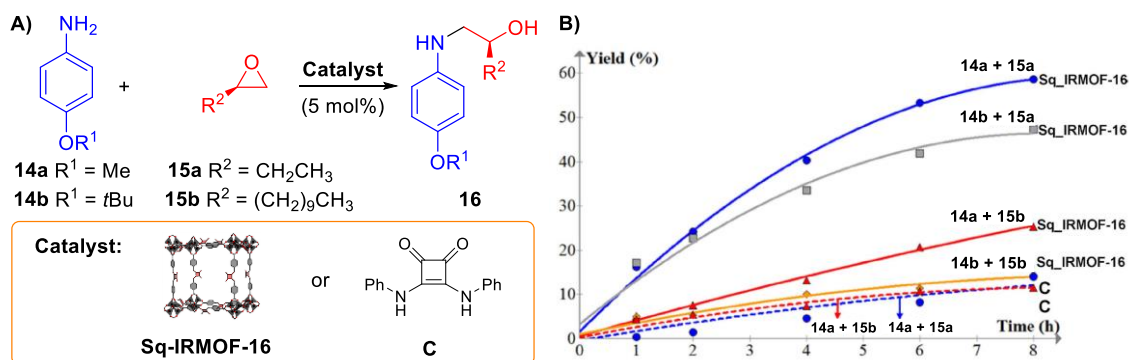 A)
NH₂
OR¹
+
O
R²
Catalyst
(5 mol%)
HN
OH
R²
OR¹
14a R¹ = Me
14b R¹ = tBu
15a R² = CH₂CH₃
15b R² = (CH₂)₉CH₃
16
Catalyst:
Sq-IRMOF-16
or
O O
Ph N H N H Ph
C
B)
Yield (%)
60
50
40
30
20
10
0
1 2 3 4 5 6 7 8
Time (h)
14a + 15a
Sq_IRMOF-16
14b + 15a
Sq_IRMOF-16
14a + 15b
Sq_IRMOF-16
14b + 15b
Sq_IRMOF-16
C
C
14a + 15b
14a + 15a